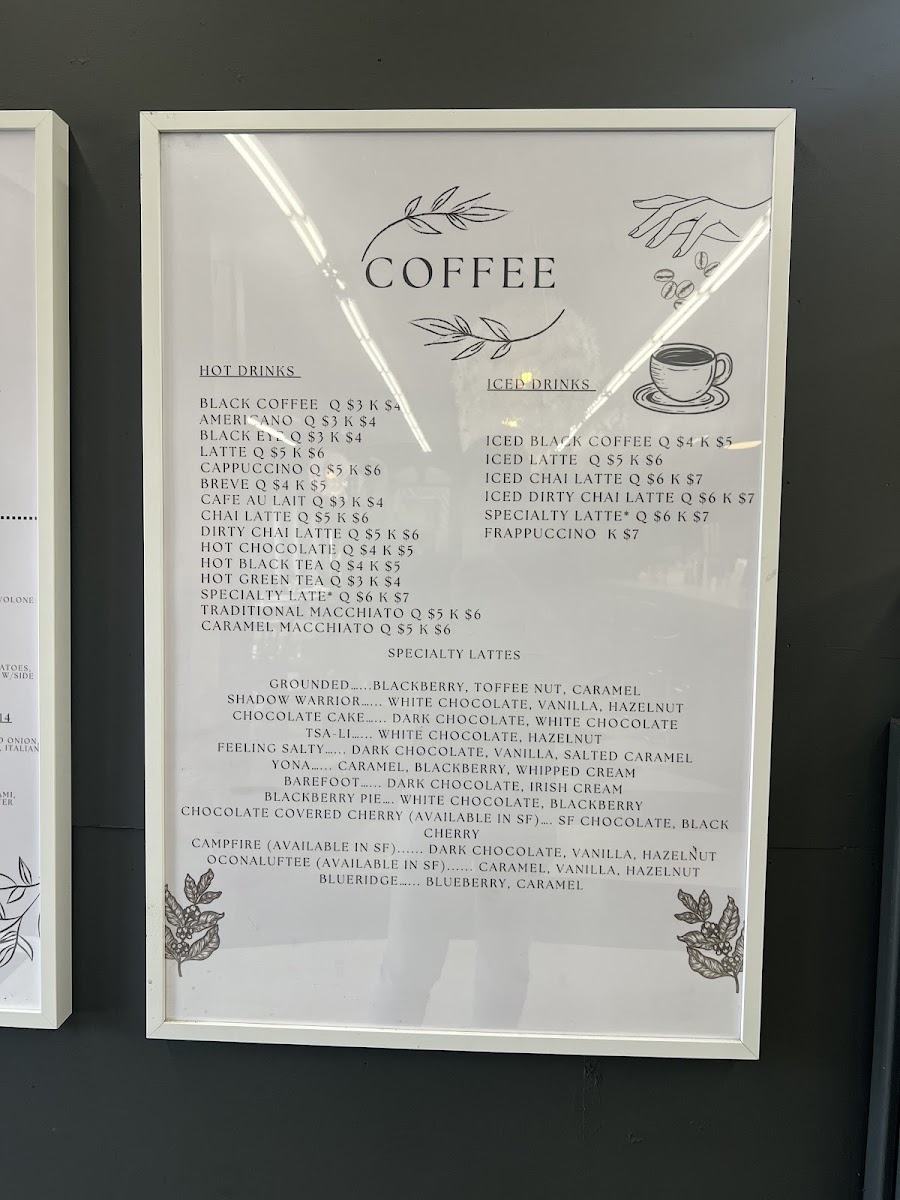 COFFEE
HOT DRINKS
BLACK COFFEE Q $3 K $4
AMERICANO Q $3 K $4
BLACK EYE Q $3 K $4
LATTE Q $5 K $6
CAPPUCCINO Q $5 K $6
BREVE Q $4 K $5
CAFE AU LAIT Q $3 K $4
CHAI LATTE Q $5 K $6
DIRTY CHAI LATTE Q $5 K $6
HOT CHOCOLATE Q $4 K $5
HOT BLACK TEA Q $4 K $5
HOT GREEN TEA Q $3 K $4
SPECIALTY LATE* Q $6 K $7
TRADITIONAL MACCHIATO Q $5 K $6
CARAMEL MACCHIATO Q $5 K $6
ICED DRINKS
ICED BLACK COFFEE Q $4 K $5
ICED LATTE Q $5 K $6
ICED CHAI LATTE Q $6 K $7
ICED DIRTY CHAI LATTE Q $6 K $7
SPECIALTY LATTE* Q $6 K $7
FRAPPUCCINO K $7
SPECIALTY LATTES
GROUNDED......BLACKBERRY, TOFFEE NUT, CARAMEL
SHADOW WARRIOR...... WHITE CHOCOLATE, VANILLA, HAZELNUT
CHOCOLATE CAKE...... DARK CHOCOLATE, WHITE CHOCOLATE
TSA-LI...... WHITE CHOCOLATE, HAZELNUT
FEELING SALTY...... DARK CHOCOLATE, VANILLA, SALTED CARAMEL
YONA...... CARAMEL, BLACKBERRY, WHIPPED CREAM
BAREFOOT...... DARK CHOCOLATE, IRISH CREAM
BLACKBERRY PIE.... WHITE CHOCOLATE, BLACKBERRY
CHOCOLATE COVERED CHERRY (AVAILABLE IN SF).... SF CHOCOLATE, BLACK
CHERRY
CAMPFIRE (AVAILABLE IN SF)...... DARK CHOCOLATE, VANILLA, HAZELNUT
OCONALUFTEE (AVAILABLE IN SF)...... CARAMEL, VANILLA, HAZELNUT
BLUERIDGE...... BLUEBERRY, CARAMEL
W/SIDE
14
ONION,
ITALIAN